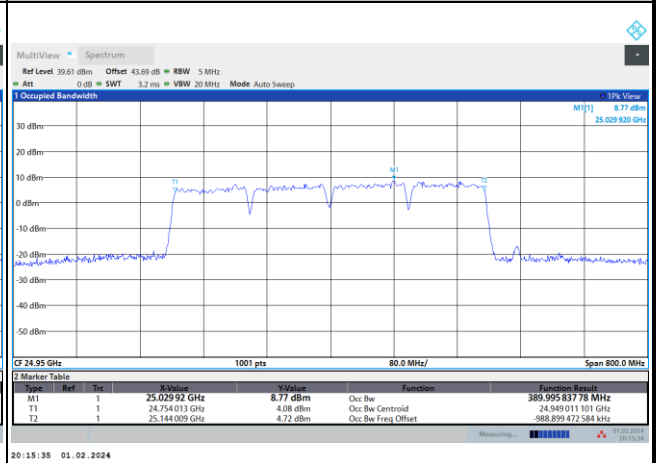 MultiView Spectrum
Ref Level 39.61 dBm Offset 43.69 dB RBW 5 MHz
Att 0 dB SWT 3.2 ms VBW 20 MHz Mode Auto Sweep
1 Occupied Bandwidth 1Pk View
M1[1] 8.77 dBm
25.029 920 GHz
30 dBm
20 dBm
M1
10 dBm
T1 T2
0 dBm
-10 dBm
-20 dBm
-30 dBm
-40 dBm
-50 dBm
CF 24.95 GHz 1001 pts 80.0 MHz/ Span 800.0 MHz
2 Marker Table
Type Ref Trc X-Value Y-Value Function Function Result
M1 1 25.029 92 GHz 8.77 dBm Occ Bw 389.995 837 78 MHz
T1 1 24.754 013 GHz 4.08 dBm Occ Bw Centroid 24.949 011 101 GHz
T2 1 25.144 009 GHz 4.72 dBm Occ Bw Freq Offset -988.899 472 584 kHz
Measuring... 01.02.2024
20:15:34
20:15:35 01.02.2024